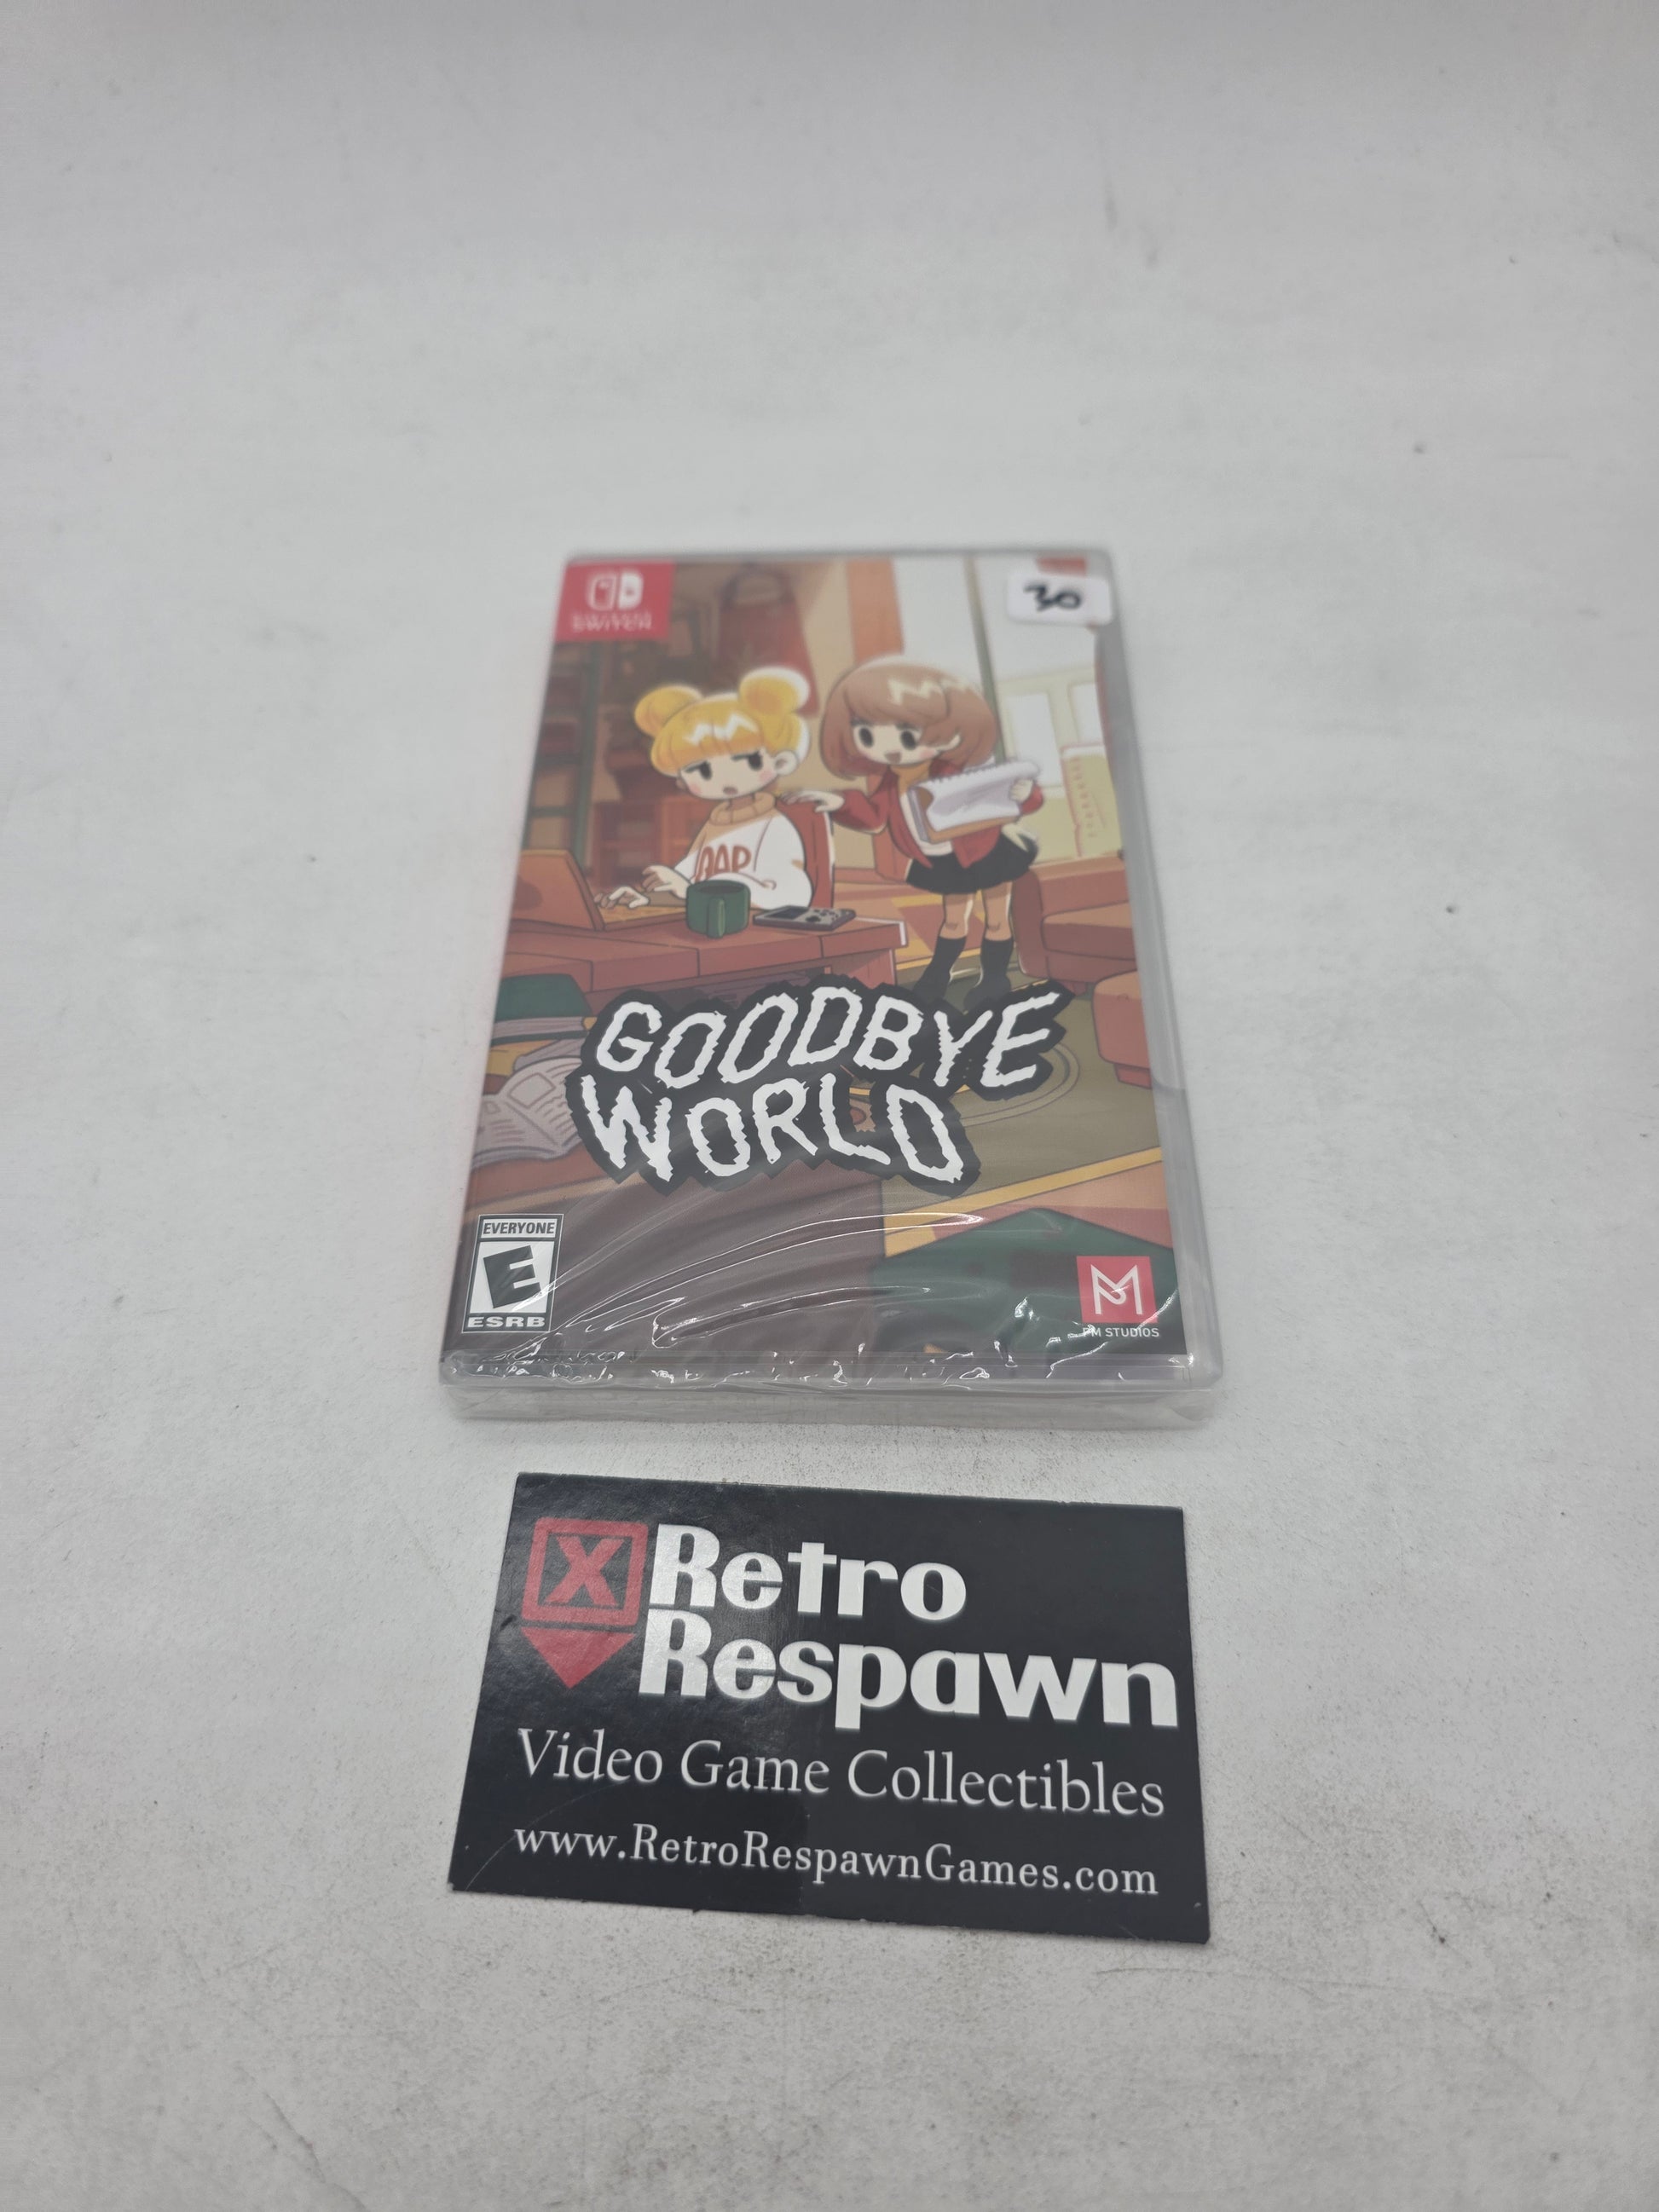 30
SWITCH
GOODBYE
WORLD
EVERYONE
E
ESRB
M
PM STUDIOS
X
Retro
Respawn
Video Game Collectibles
www.RetroRespawnGames.com